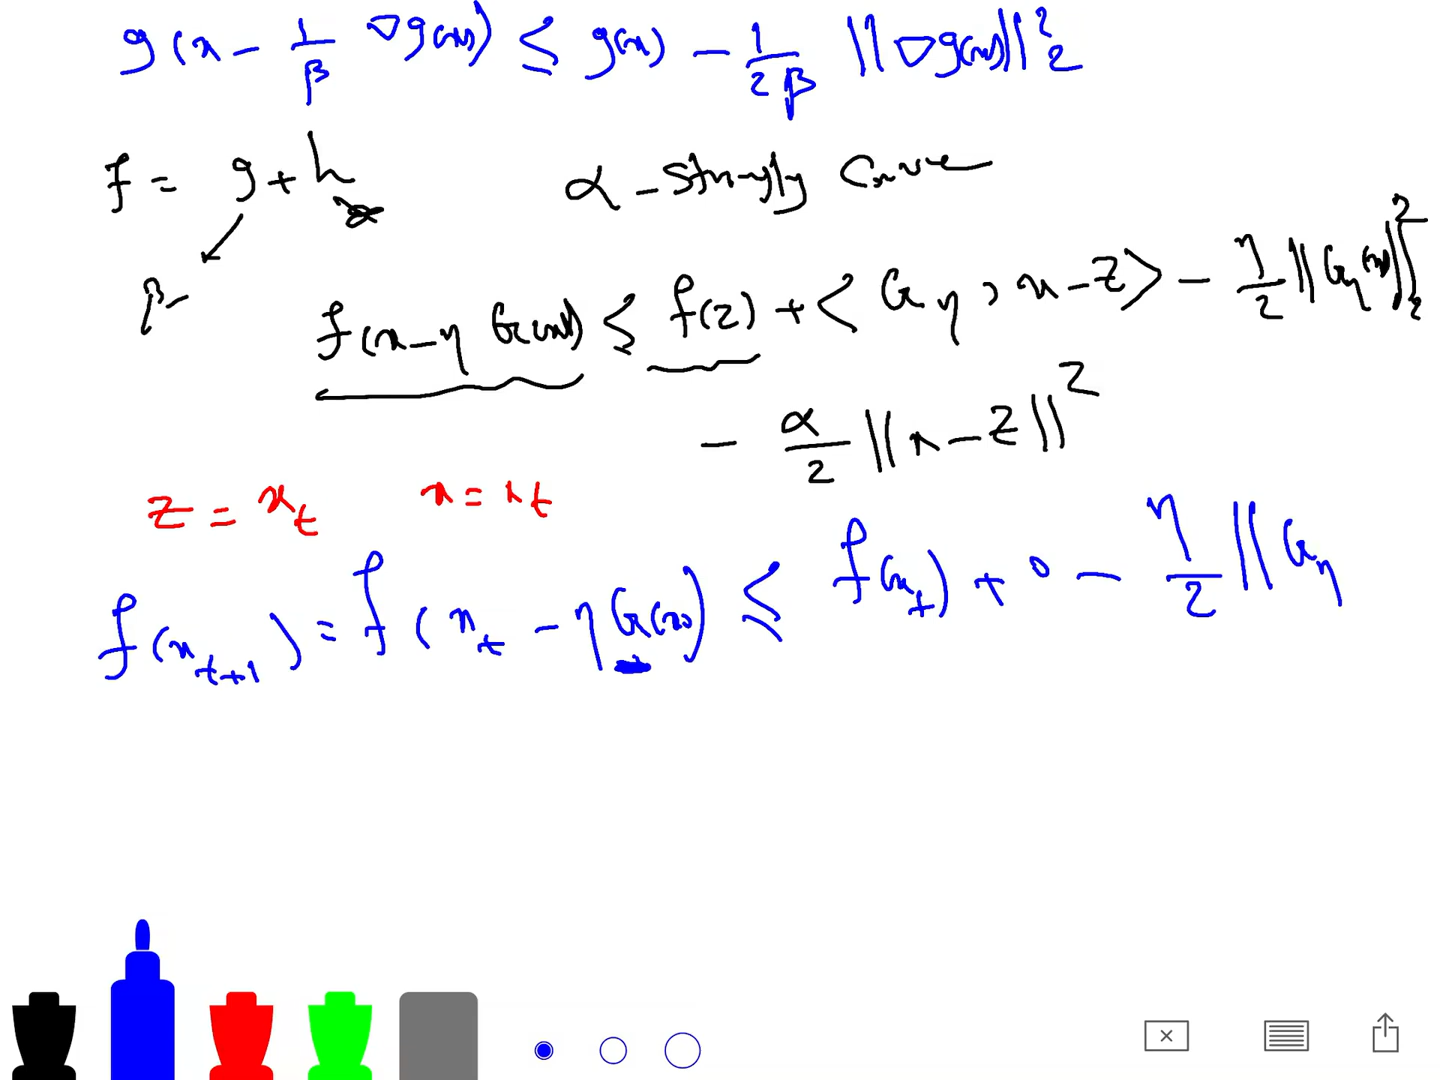 g(x - 1/β ∇g(x)) ≤ g(x) - 1/2β ||∇g(x)||²₂
f = g + h α - strongly convex
β-
f(x - η G(x)) ≤ f(z) + < G_η , x - z > - η/2 ||G_η(x)||²₂
- α/2 ||x - z||²
z = x_t x = x_t
f(x_{t+1}) = f(x_t - η G(x)) ≤ f(x_t) + 0 - η/2 ||G_η